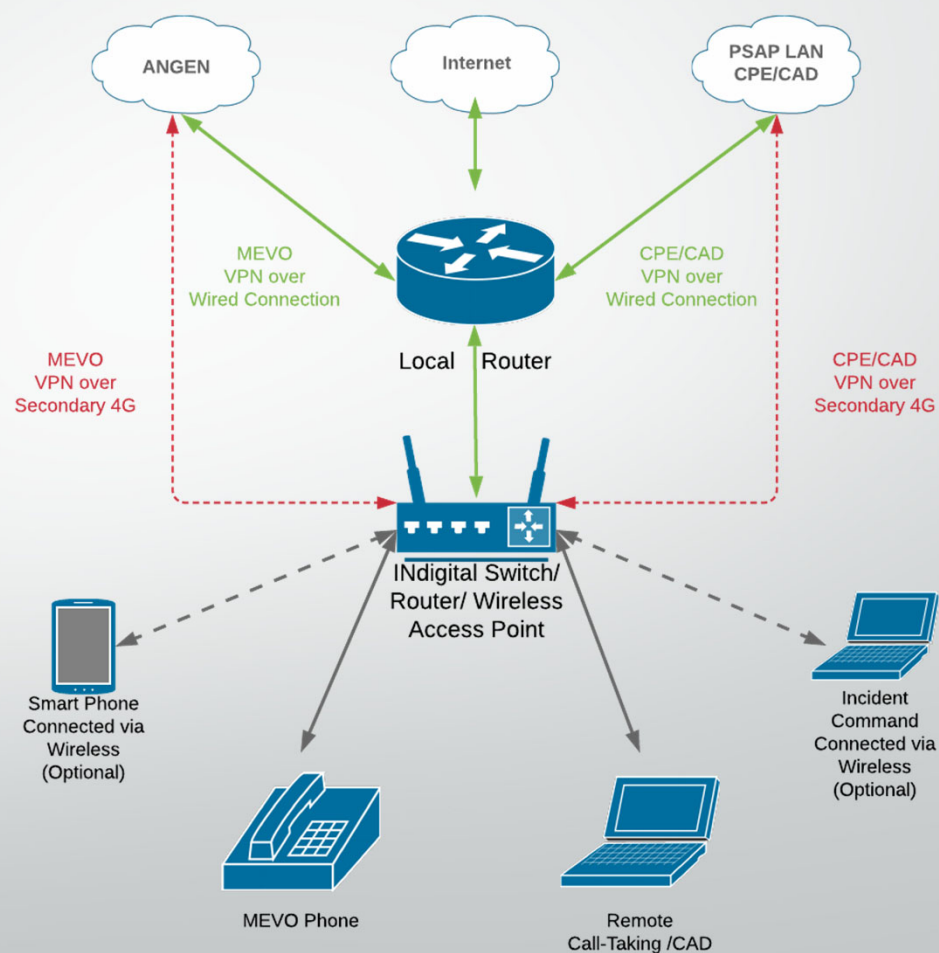 ANGEN
Internet
PSAP LAN
CPE/CAD
MEVO
VPN over
Wired Connection
CPE/CAD
VPN over
Wired Connection
Local Router
MEVO
VPN over
Secondary 4G
CPE/CAD
VPN over
Secondary 4G
INdigital Switch/
Router/ Wireless
Access Point
Smart Phone
Connected via
Wireless
(Optional)
Incident
Command
Connected via
Wireless
(Optional)
MEVO Phone
Remote
Call-Taking /CAD